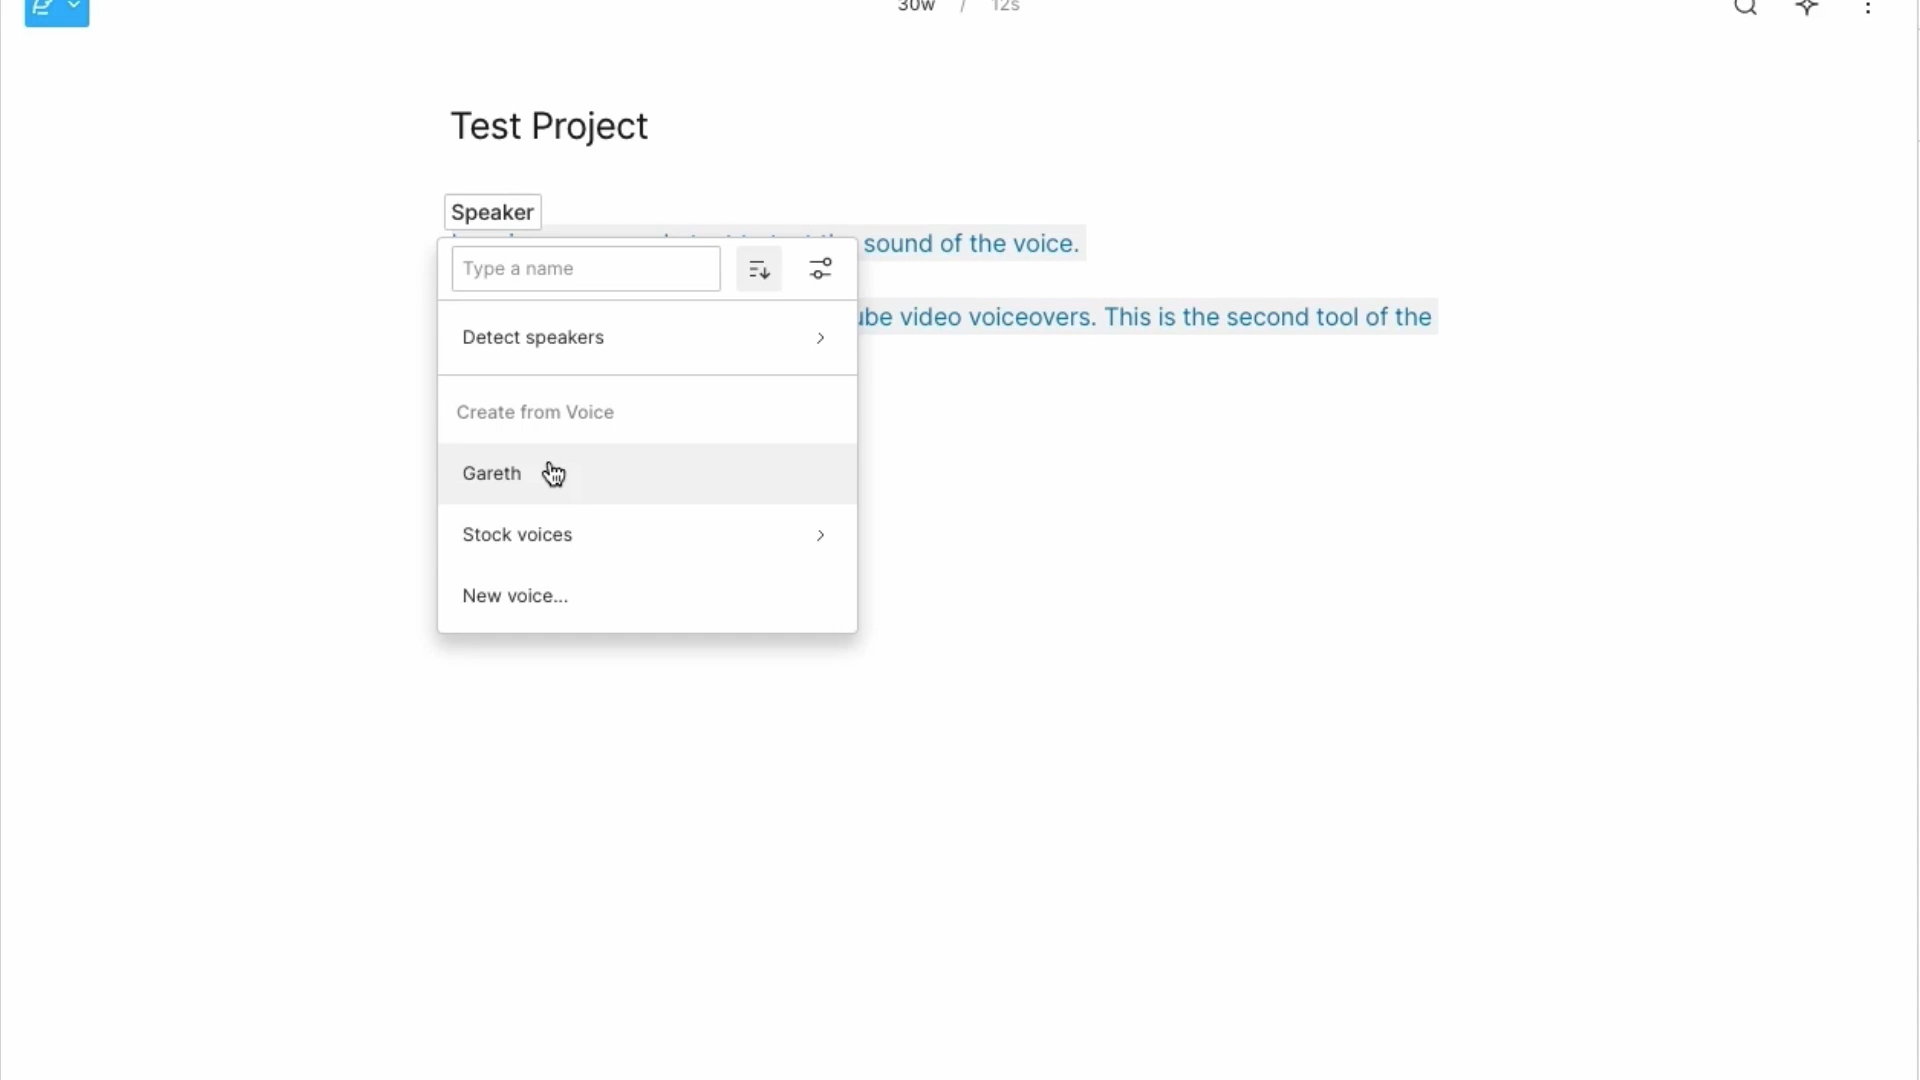 30w / 12s
Test Project
Speaker
sound of the voice.
Type a name
video voiceovers. This is the second tool of the
Detect speakers
Create from Voice
Gareth
Stock voices
New voice...